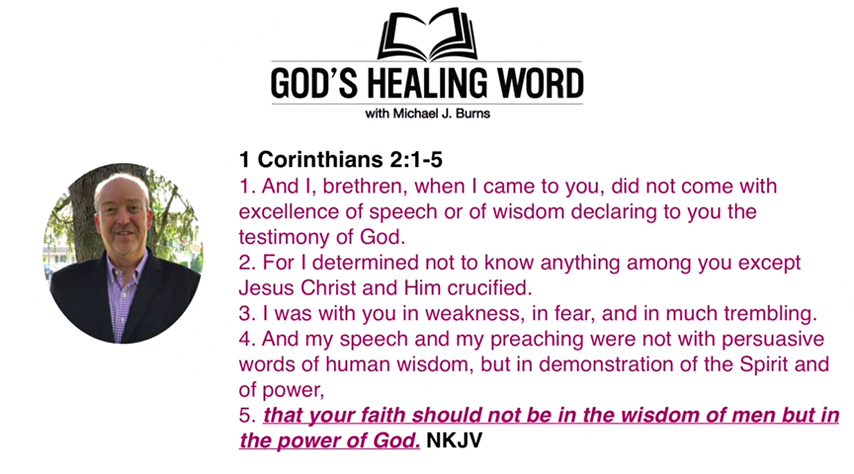 GOD'S HEALING WORD
with Michael J. Burns
1 Corinthians 2:1-5
1. And I, brethren, when I came to you, did not come with
excellence of speech or of wisdom declaring to you the
testimony of God.
2. For I determined not to know anything among you except
Jesus Christ and Him crucified.
3. I was with you in weakness, in fear, and in much trembling.
4. And my speech and my preaching were not with persuasive
words of human wisdom, but in demonstration of the Spirit and
of power,
5. that your faith should not be in the wisdom of men but in
the power of God. NKJV